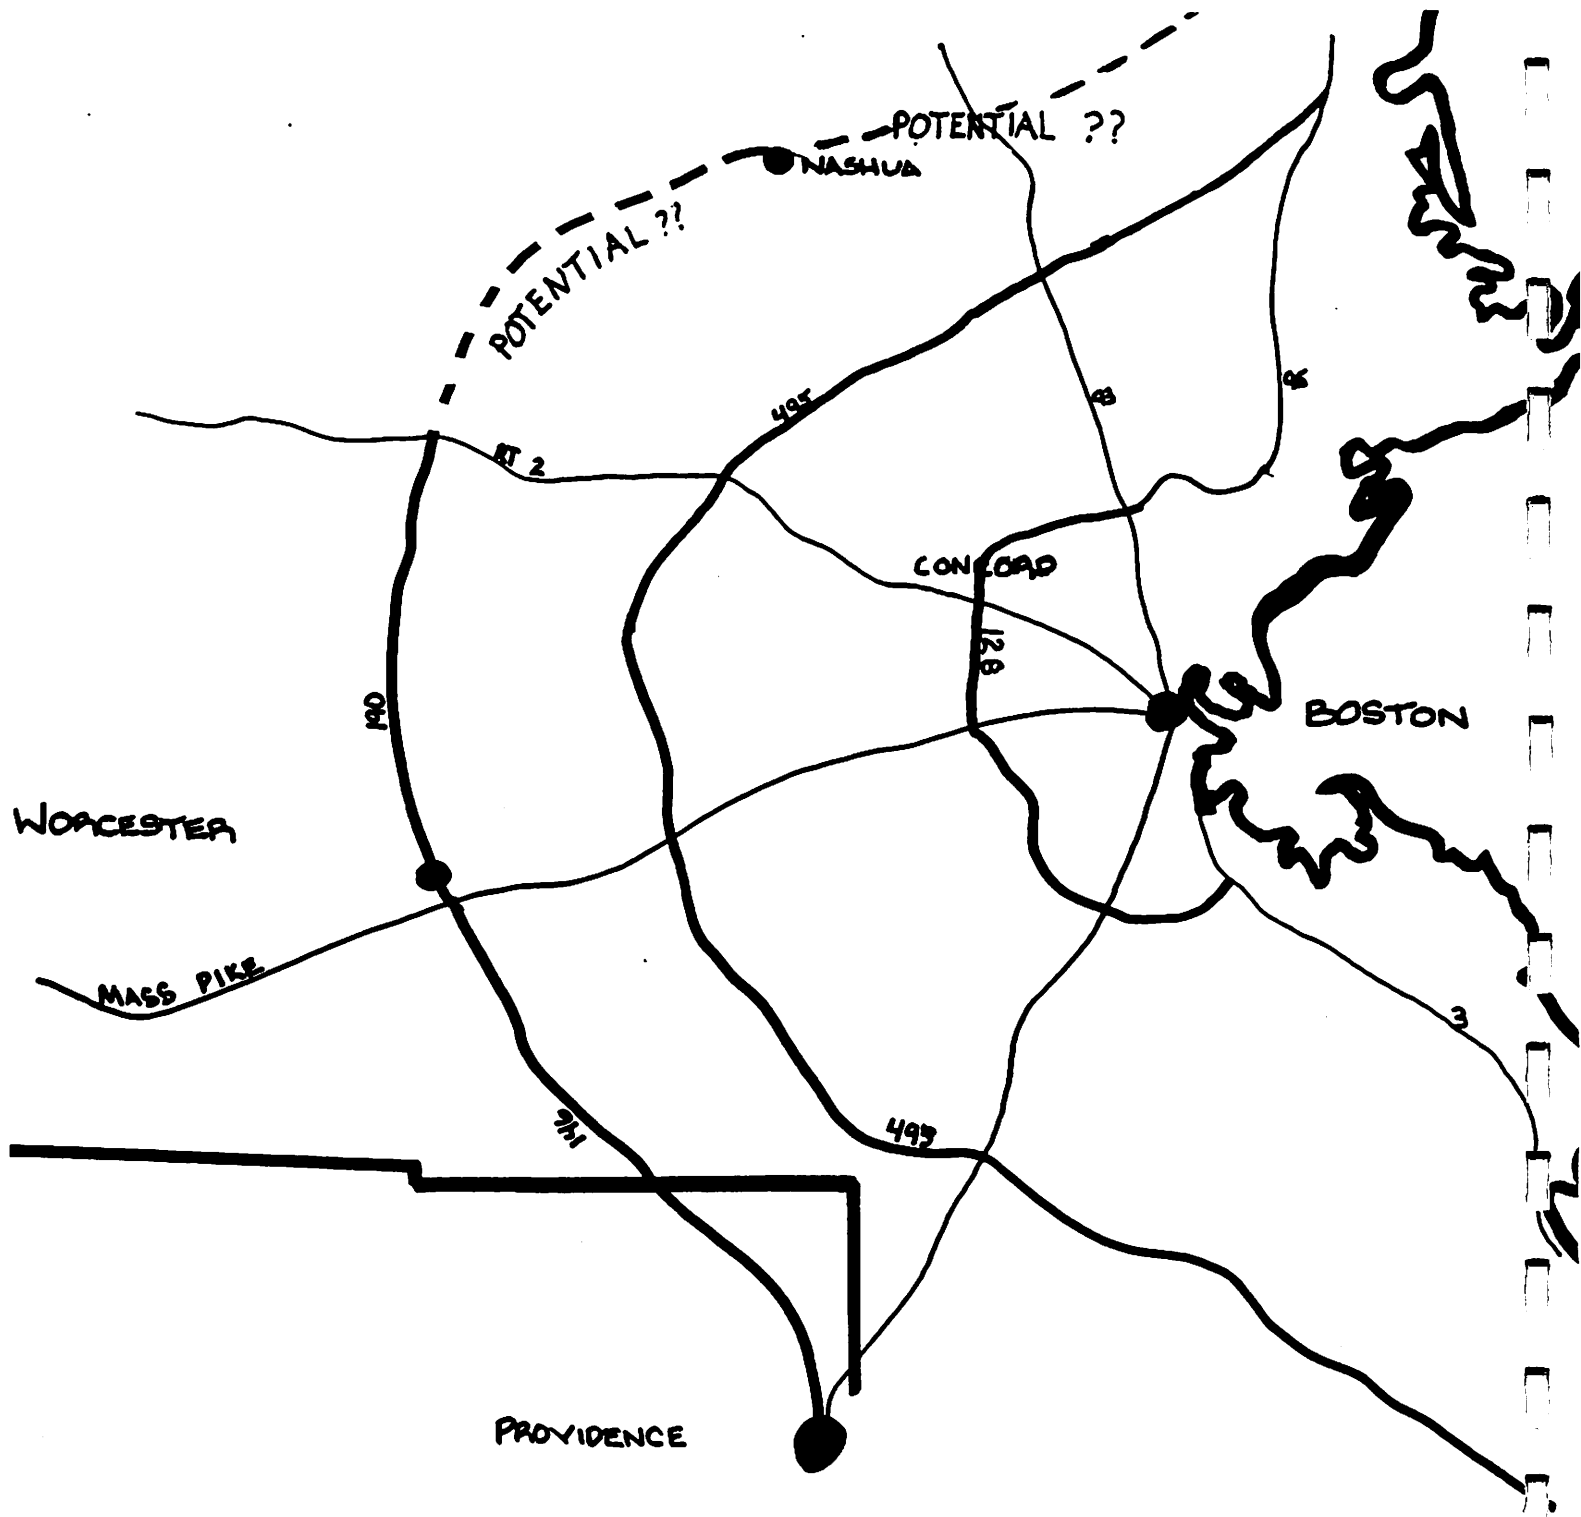 POTENTIAL ??
NASHUA
POTENTIAL ??
495
93
95
RT 2
CONCORD
128
190
BOSTON
WORCESTER
MASS PIKE
3
146
495
PROVIDENCE